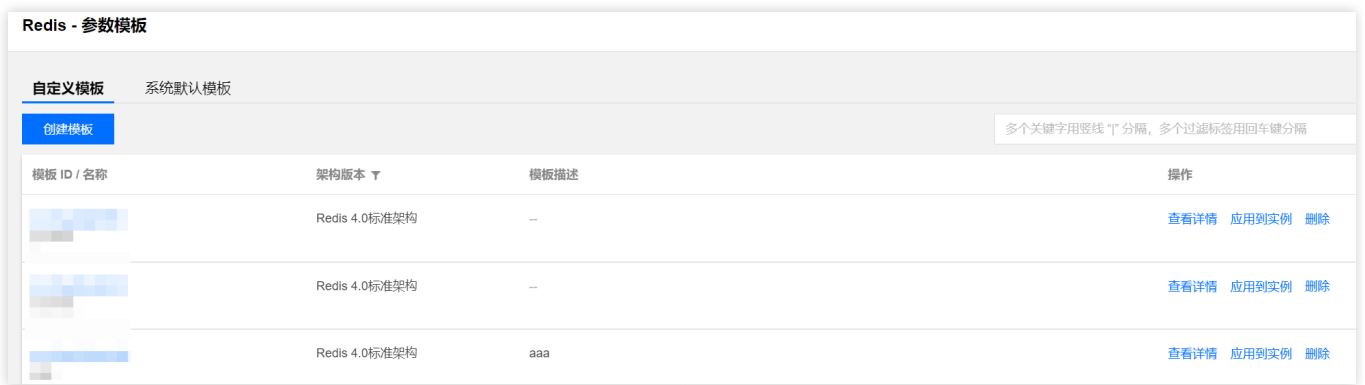 Redis - 参数模板
自定义模板 系统默认模板
创建模板 多个关键字用竖线 "|" 分隔，多个过滤标签用回车键分隔
模板 ID / 名称 架构版本 模板描述 操作
Redis 4.0标准架构 -- 查看详情 应用到实例 删除
Redis 4.0标准架构 -- 查看详情 应用到实例 删除
Redis 4.0标准架构 aaa 查看详情 应用到实例 删除